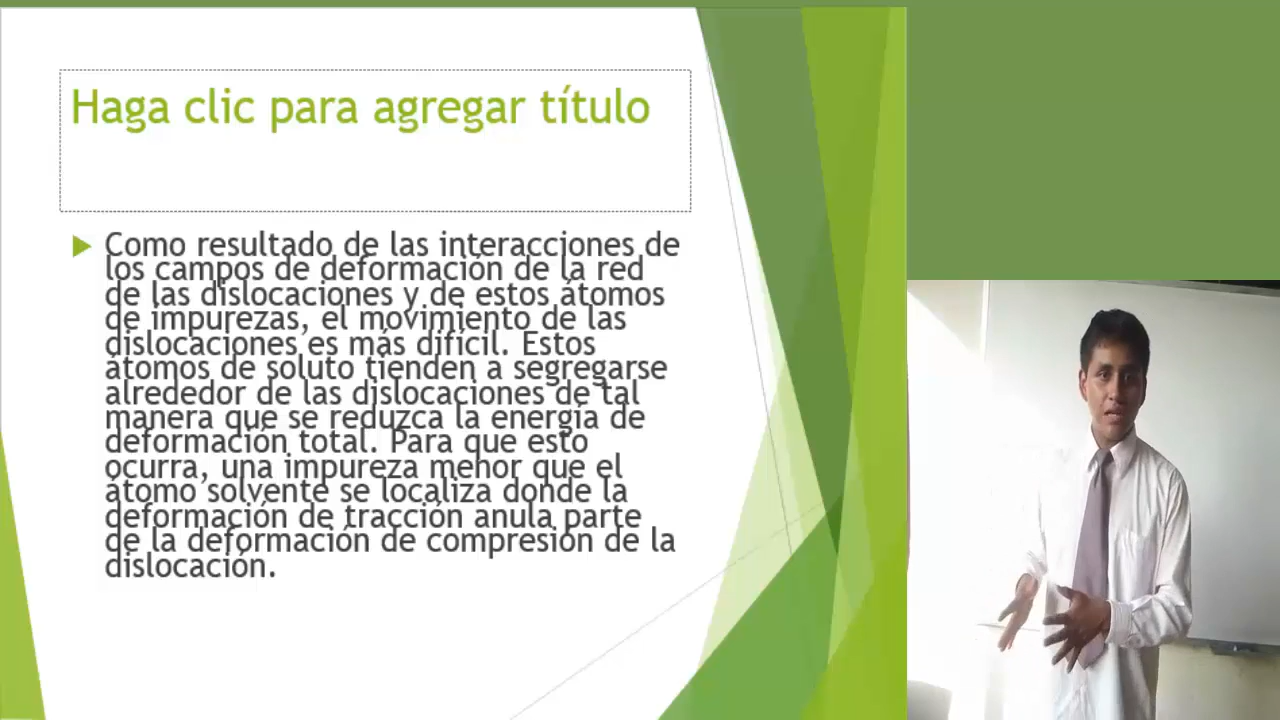 Haga clic para agregar título
Como resultado de las interacciones de
los campos de deformación de la red
de las dislocaciones y de estos átomos
de impurezas, el movimiento de las
dislocaciones es más difícil. Estos
átomos de soluto tienden a segregarse
alrededor de las dislocaciones de tal
manera que se reduzca la energía de
deformación total. Para que esto
ocurra, una impureza menor que el
átomo solvente se localiza donde la
deformación de tracción anula parte
de la deformación de compresión de la
dislocación.